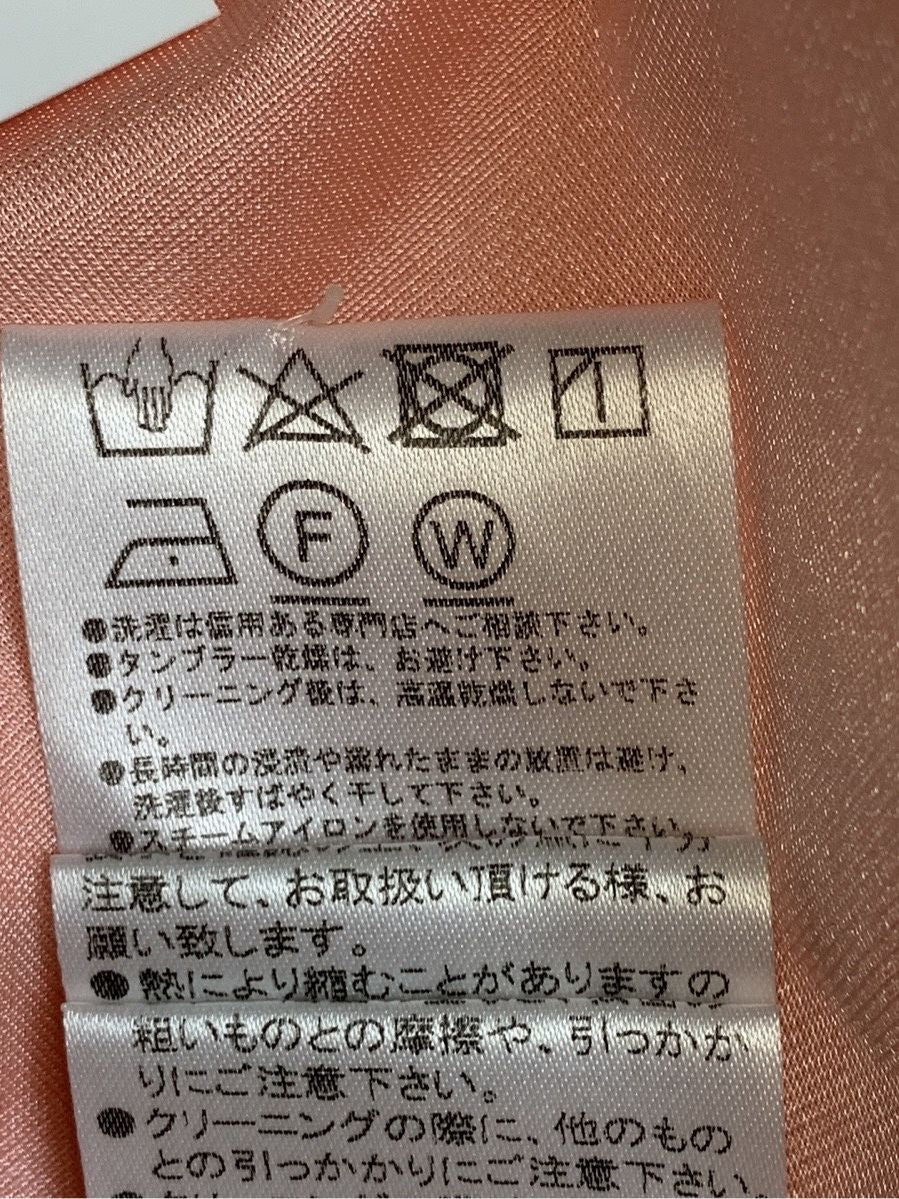 F W
●洗濯は信用ある専門店へご相談下さい。
●タンブラー乾燥は、お避け下さい。
●クリーニング後は、高温乾燥しないで下さ
い。
●長時間の浸漬や濡れたままの放置は避け、
洗濯後すばやく干して下さい。
●スチームアイロンを使用しないで下さい。
注意して、お取扱い頂ける様、お
願い致します。
●熱により縮むことがありますの
粗いものとの摩擦や、引っかか
りにご注意下さい。
●クリーニングの際に、他のもの
との引っかかりにご注意下さい